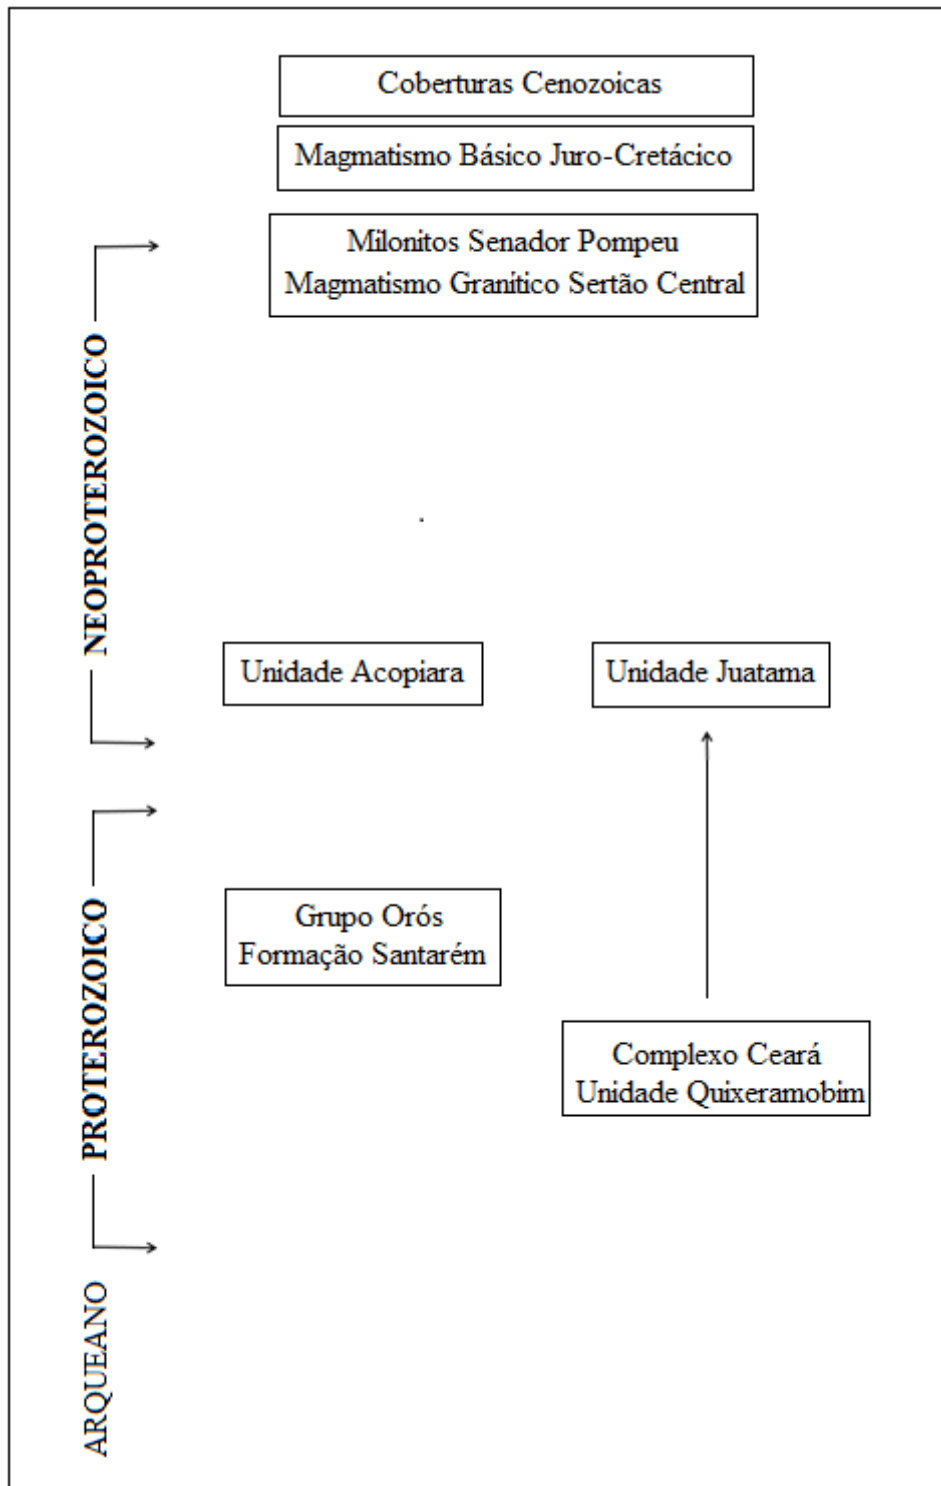 Coberturas Cenozoicas
Magmatismo Básico Juro-Cretácico
Milonitos Senador Pompeu
Magmatismo Granítico Sertão Central
NEOPROTEROZOICO
Unidade Acopiara
Unidade Juatama
PROTEROZOICO
Grupo Orós
Formação Santarém
Complexo Ceará
Unidade Quixeramobim
ARQUEANO